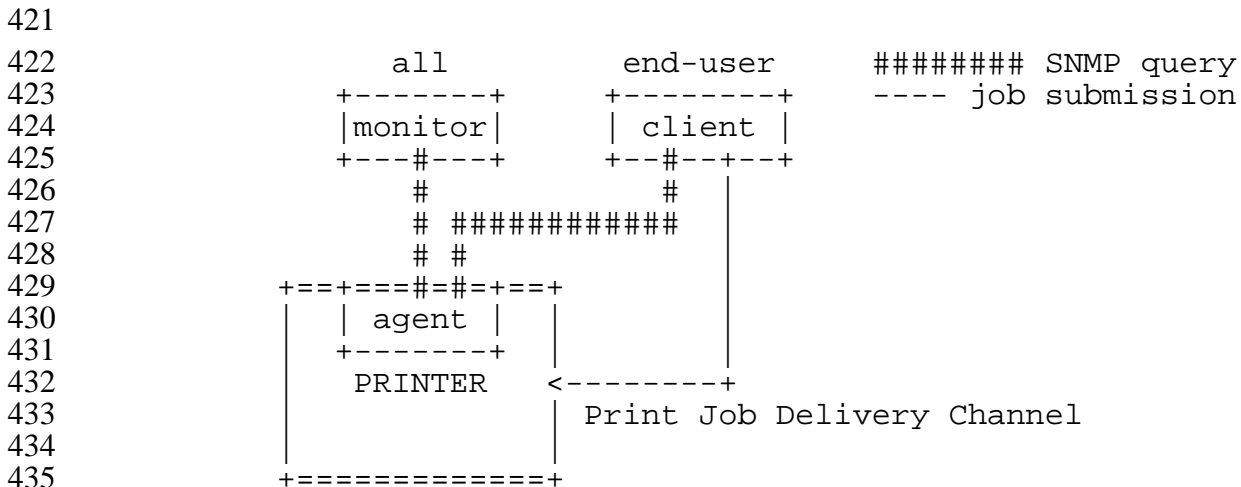 421
422                     all           end-user     ######## SNMP query
423                  +-------+      +--------+    ---- job submission
424                  |monitor|      | client |
425                  +---#---+      +--#--+--+
426                      #             #  |
427                      # ############   |
428                      # #              |
429               +==+===#=#=+==+         |
430               |  | agent |  |         |
431               |  +-------+  |         |
432               |   PRINTER   <--------+
433               |             | Print Job Delivery Channel
434               |             |
435               +=============+